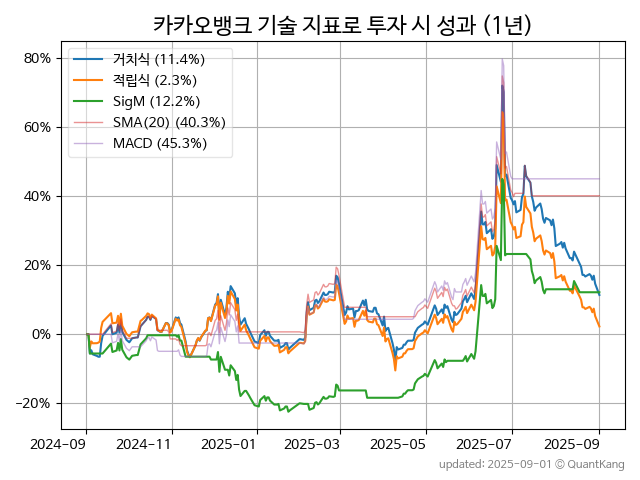 카카오뱅크 기술 지표로 투자 시 성과 (1년)
거치식 (11.4%)
적립식 (2.3%)
SigM (12.2%)
SMA(20) (40.3%)
MACD (45.3%)
80%
60%
40%
20%
0%
−20%
2024-09
2024-11
2025-01
2025-03
2025-05
2025-07
2025-09
updated: 2025-09-01 © QuantKang